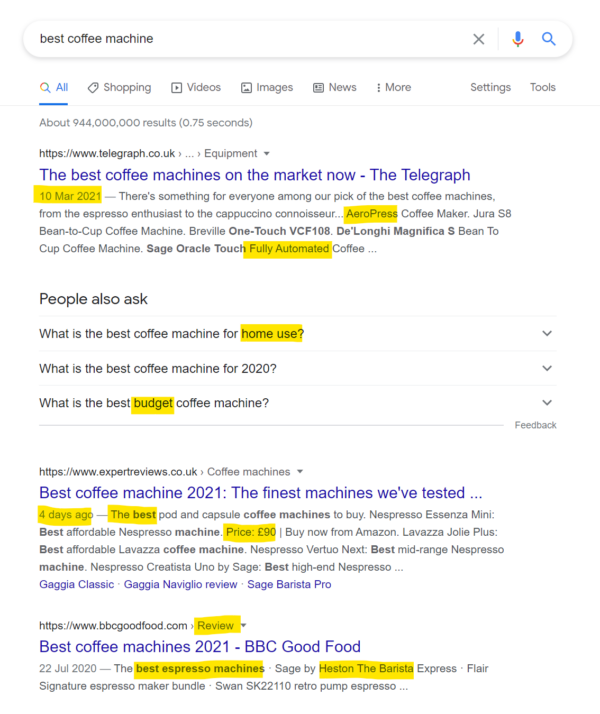 best coffee machine
All Shopping Videos Images News More Settings Tools
About 944,000,000 results (0.75 seconds)
https://www.telegraph.co.uk › ... › Equipment
The best coffee machines on the market now - The Telegraph
10 Mar 2021 — There's something for everyone among our pick of the best coffee machines,
from the espresso enthusiast to the cappuccino connoisseur... AeroPress Coffee Maker. Jura S8
Bean-to-Cup Coffee Machine. Breville One-Touch VCF108. De'Longhi Magnifica S Bean To
Cup Coffee Machine. Sage Oracle Touch Fully Automated Coffee ...
People also ask
What is the best coffee machine for home use?
What is the best coffee machine for 2020?
What is the best budget coffee machine?
Feedback
https://www.expertreviews.co.uk › Coffee machines
Best coffee machine 2021: The finest machines we've tested ...
4 days ago — The best pod and capsule coffee machines to buy. Nespresso Essenza Mini:
Best affordable Nespresso machine. Price: £90 | Buy now from Amazon. Lavazza Jolie Plus:
Best affordable Lavazza coffee machine. Nespresso Vertuo Next: Best mid-range Nespresso
machine. Nespresso Creatista Uno by Sage: Best high-end Nespresso ...
Gaggia Classic · Gaggia Naviglio review · Sage Barista Pro
https://www.bbcgoodfood.com › Review
Best coffee machines 2021 - BBC Good Food
22 Jul 2020 — The best espresso machines · Sage by Heston The Barista Express · Flair
Signature espresso maker bundle · Swan SK22110 retro pump espresso ...